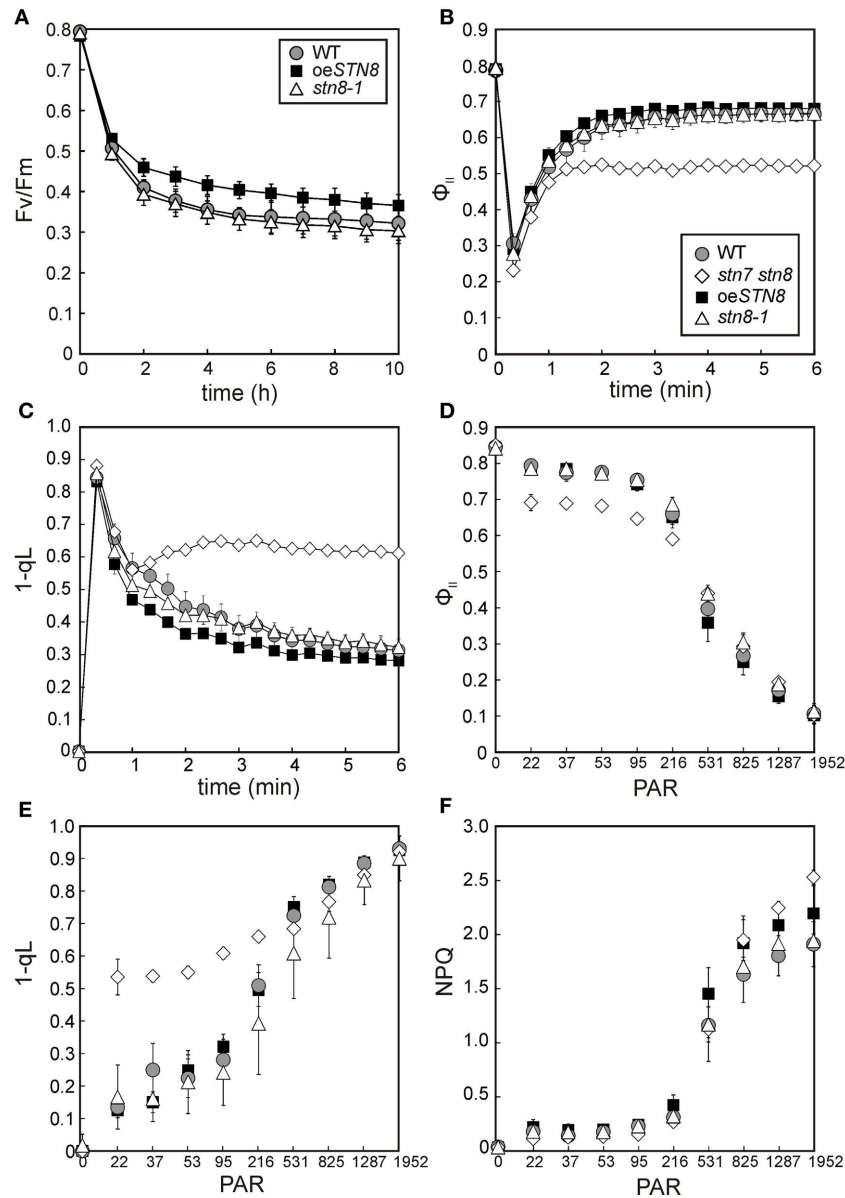 A
0.8
0.7
0.6
0.5
0.4
0.3
0.2
0.1
0
Fv/Fm
WT
oeSTN8
stn8-1
0 2 4 6 8 10
time (h)
B
0.9
0.8
0.7
0.6
0.5
0.4
0.3
0.2
0.1
0
ΦII
WT
stn7 stn8
oeSTN8
stn8-1
0 1 2 3 4 5 6
time (min)
C
1.0
0.9
0.8
0.7
0.6
0.5
0.4
0.3
0.2
0.1
0
1-qL
0 1 2 3 4 5 6
time (min)
D
0.9
0.8
0.7
0.6
0.5
0.4
0.3
0.2
0.1
0
ΦII
0 22 37 53 95 216 531 825 1287 1952
PAR
E
1.0
0.9
0.8
0.7
0.6
0.5
0.4
0.3
0.2
0.1
0
1-qL
0 22 37 53 95 216 531 825 1287 1952
PAR
F
3.0
2.5
2.0
1.5
1.0
0.5
0
NPQ
0 22 37 53 95 216 531 825 1287 1952
PAR